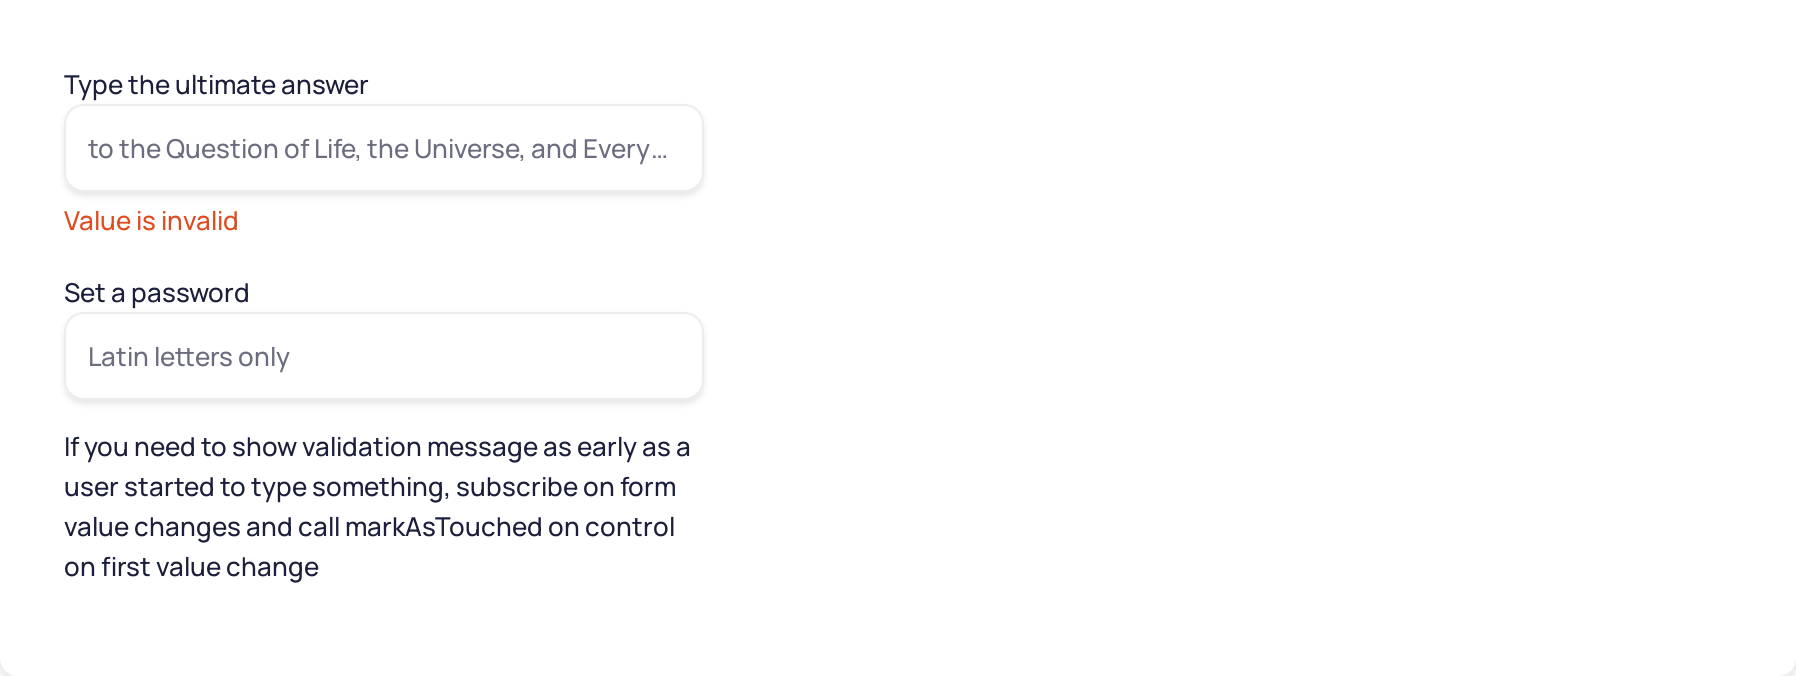 Type the ultimate answer
to the Question of Life, the Universe, and Every…
Value is invalid
Set a password
Latin letters only
If you need to show validation message as early as a
user started to type something, subscribe on form
value changes and call markAsTouched on control
on first value change